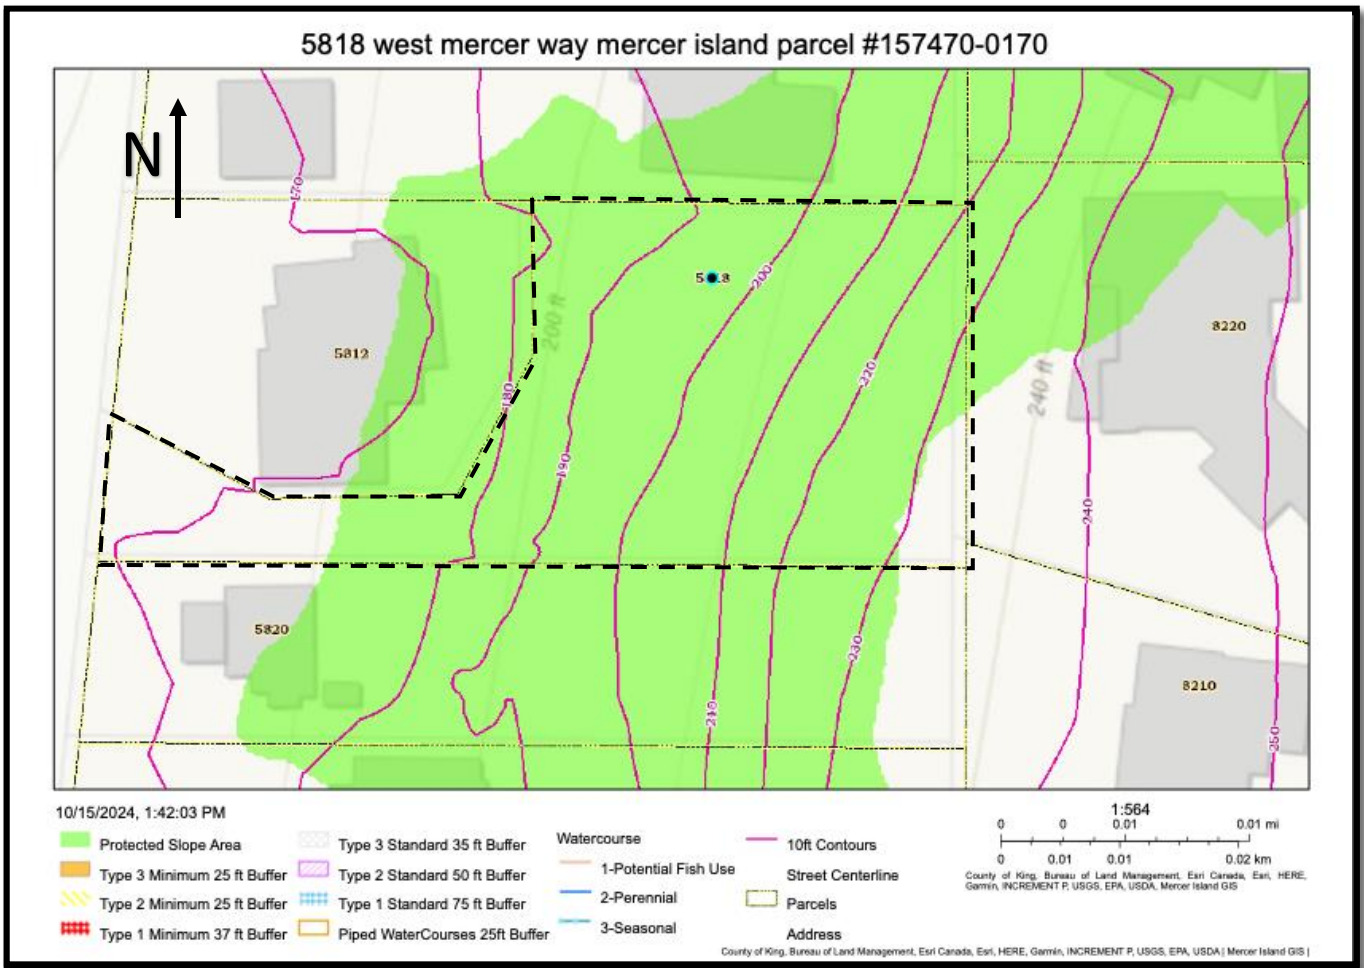 5818 west mercer way mercer island parcel #157470-0170
N
170
200
200 ft
5812
8220
220
240 ft
180
190
240
5820
230
8210
210
250
10/15/2024, 1:42:03 PM
Protected Slope Area
Type 3 Minimum 25 ft Buffer
Type 2 Minimum 25 ft Buffer
Type 1 Minimum 37 ft Buffer
Type 3 Standard 35 ft Buffer
Type 2 Standard 50 ft Buffer
Type 1 Standard 75 ft Buffer
Piped WaterCourses 25ft Buffer
Watercourse
1-Potential Fish Use
2-Perennial
3-Seasonal
10ft Contours
Street Centerline
Parcels
Address
1:564
0 0 0.01 0.01 mi
0 0.01 0.01 0.02 km
County of King, Bureau of Land Management, Esri Canada, Esri, HERE,
Garmin, INCREMENT P, USGS, EPA, USDA, Mercer Island GIS
County of King, Bureau of Land Management, Esri Canada, Esri, HERE, Garmin, INCREMENT P, USGS, EPA, USDA | Mercer Island GIS |